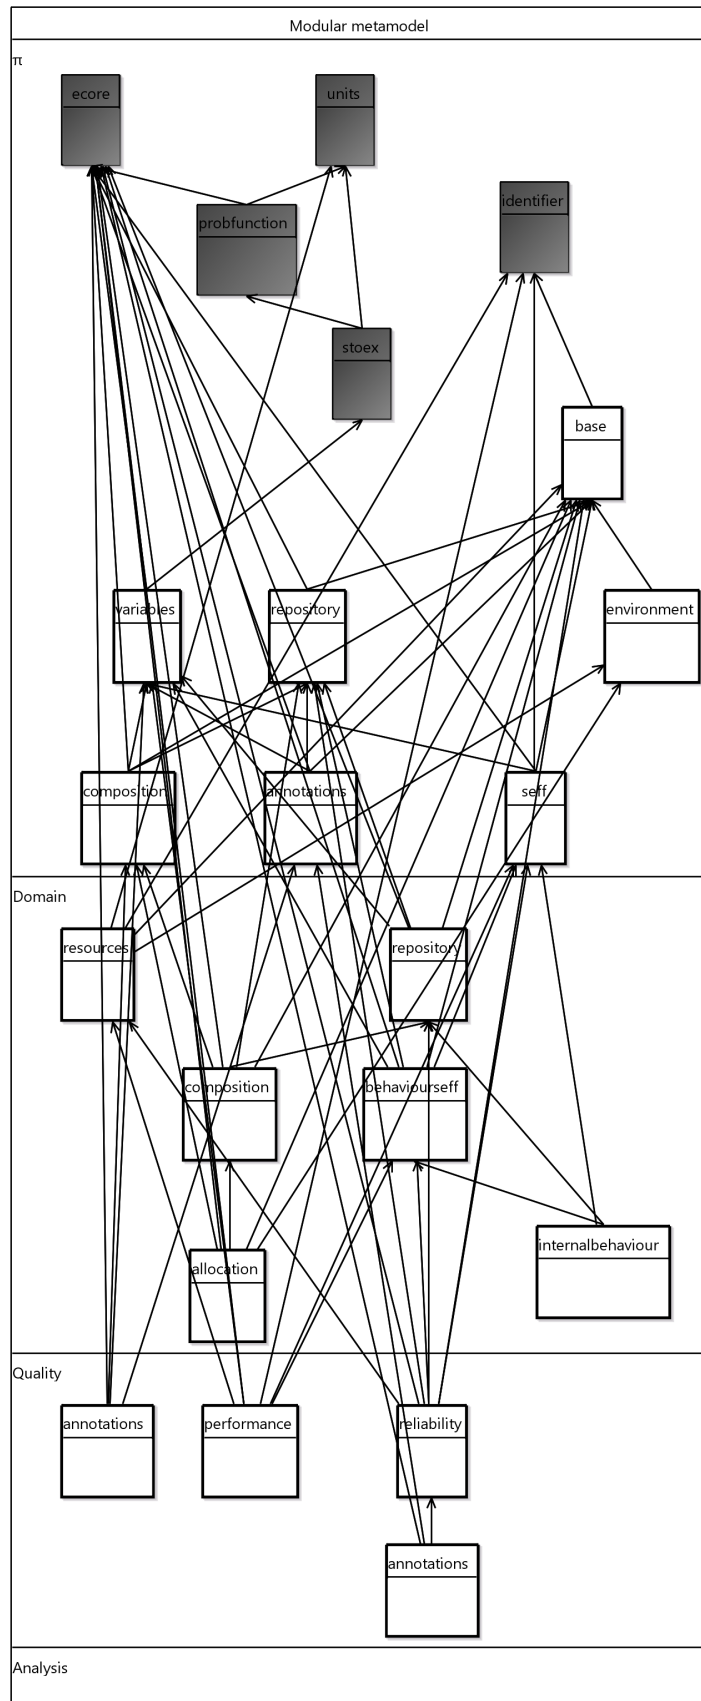 Modular metamodel
π
ecore
units
identifier
probfunction
stoex
base
variables
repository
environment
composition
annotations
seff
Domain
resources
repository
composition
behaviourseff
internalbehaviour
allocation
Quality
annotations
performance
reliability
annotations
Analysis